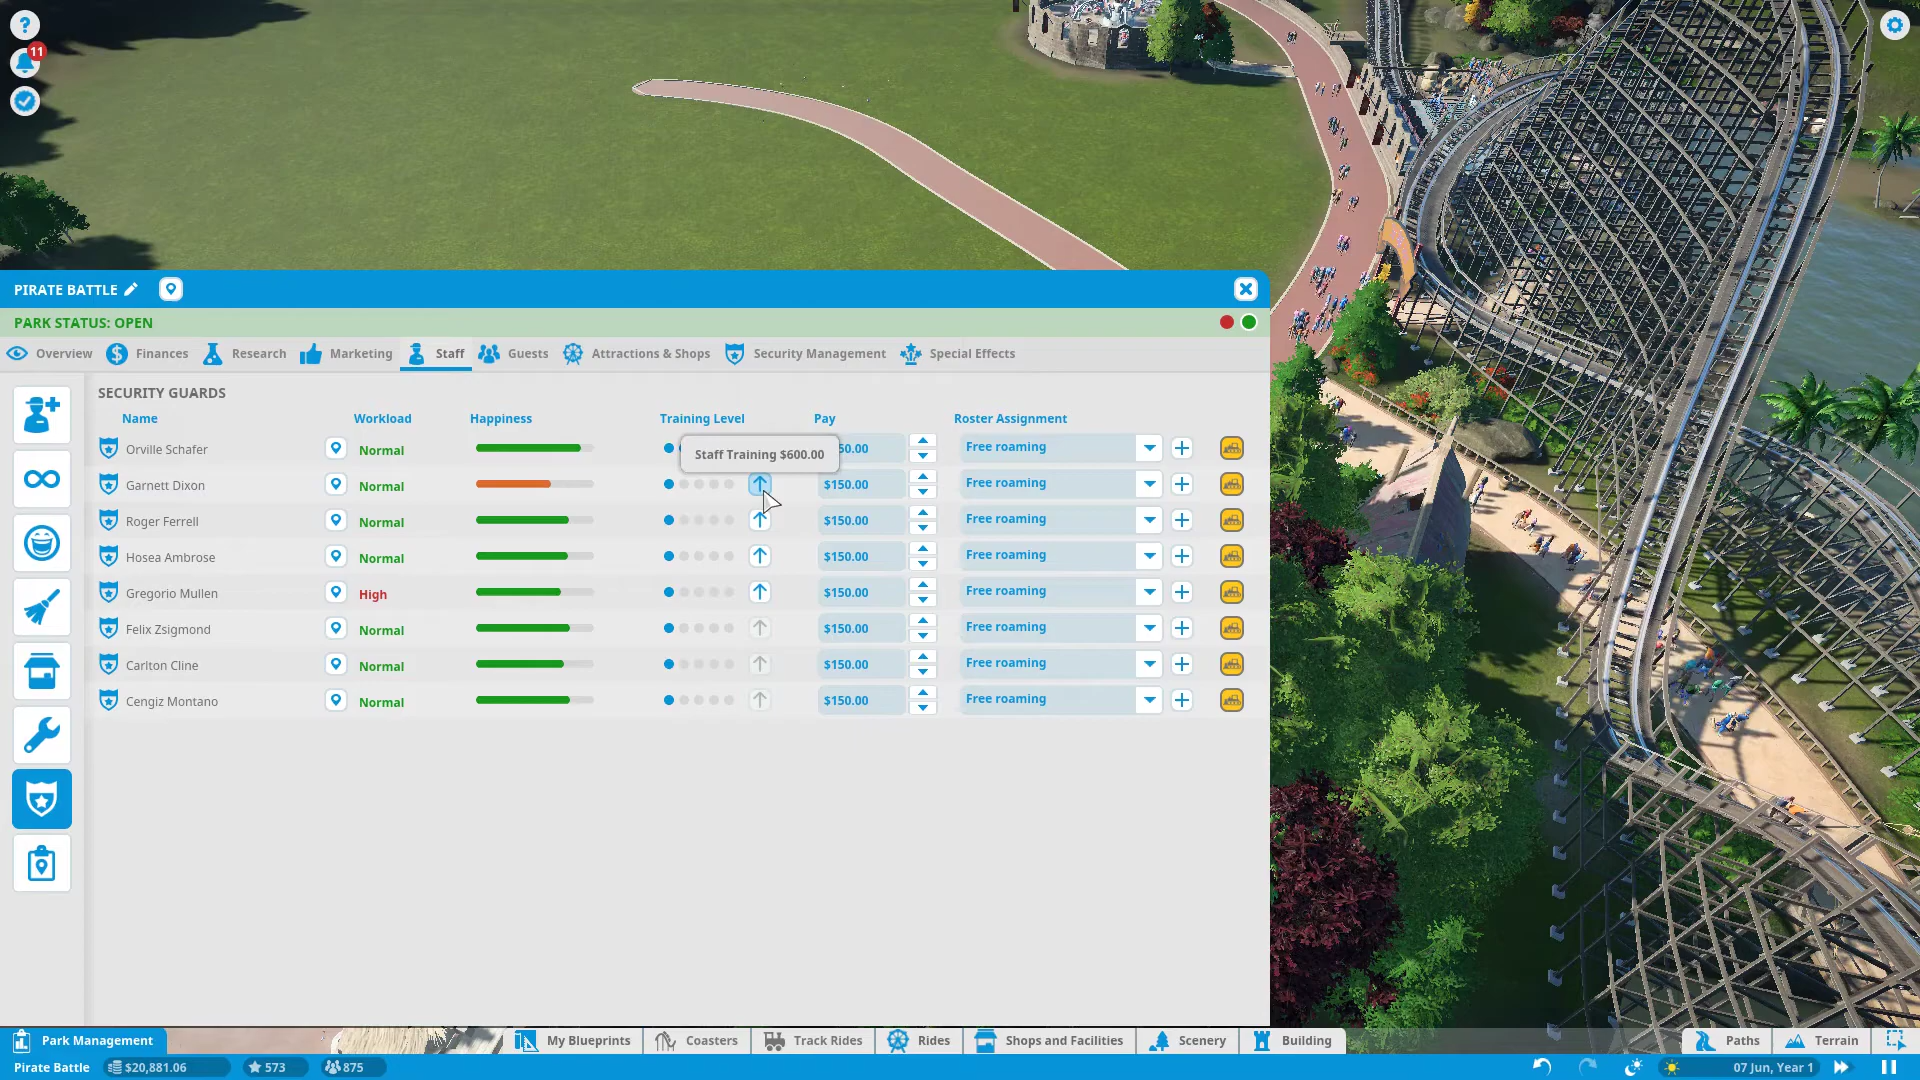 ?
11
PIRATE BATTLE
PARK STATUS: OPEN
Overview $ Finances Research Marketing Staff Guests Attractions & Shops Security Management Special Effects
SECURITY GUARDS
Name Workload Happiness Training Level Pay Roster Assignment
Orville Schafer Normal 50.00 Free roaming
Staff Training $600.00
Garnett Dixon Normal $150.00 Free roaming
Roger Ferrell Normal $150.00 Free roaming
Hosea Ambrose Normal $150.00 Free roaming
Gregorio Mullen High $150.00 Free roaming
Felix Zsigmond Normal $150.00 Free roaming
Carlton Cline Normal $150.00 Free roaming
Cengiz Montano Normal $150.00 Free roaming
Park Management My Blueprints Coasters Track Rides Rides Shops and Facilities Scenery Building Paths Terrain
Pirate Battle $20,881.06 573 875 07 Jun, Year 1